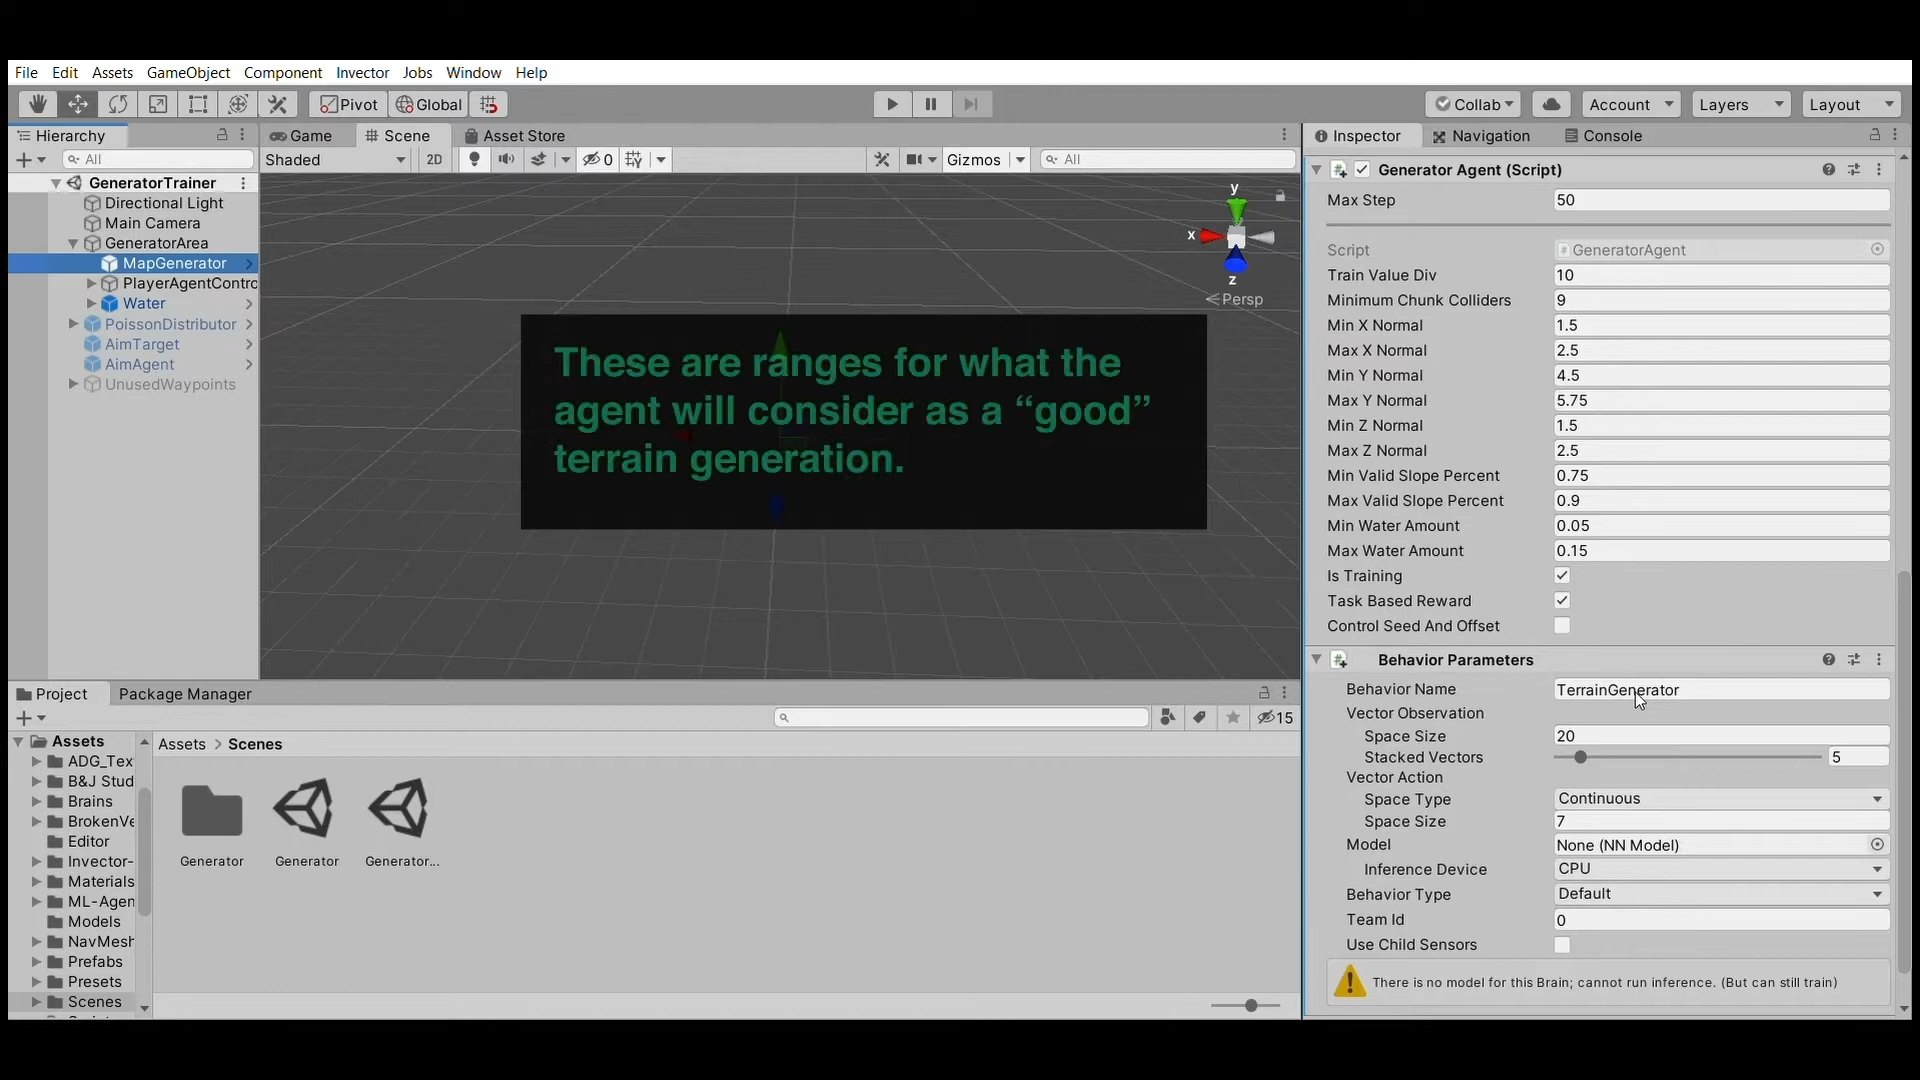 File Edit Assets GameObject Component Invector Jobs Window Help
Pivot Global Collab Account Layers Layout
Hierarchy
All
GeneratorTrainer
Directional Light
Main Camera
GeneratorArea
MapGenerator
PlayerAgentContro
Water
PoissonDistributor
AimTarget
AimAgent
UnusedWaypoints
Game Scene Asset Store
Shaded 2D 0 Gizmos All
y
x
z
Persp
These are ranges for what the
agent will consider as a “good”
terrain generation.
Inspector Navigation Console
Generator Agent (Script)
Max Step 50
Script GeneratorAgent
Train Value Div 10
Minimum Chunk Colliders 9
Min X Normal 1.5
Max X Normal 2.5
Min Y Normal 4.5
Max Y Normal 5.75
Min Z Normal 1.5
Max Z Normal 2.5
Min Valid Slope Percent 0.75
Max Valid Slope Percent 0.9
Min Water Amount 0.05
Max Water Amount 0.15
Is Training
Task Based Reward
Control Seed And Offset
Behavior Parameters
Behavior Name TerrainGenerator
Vector Observation
Space Size 20
Stacked Vectors 5
Vector Action
Space Type Continuous
Space Size 7
Model None (NN Model)
Inference Device CPU
Behavior Type Default
Team Id 0
Use Child Sensors
There is no model for this Brain; cannot run inference. (But can still train)
Project Package Manager
15
Assets
ADG_Tex
B&J Stud
Brains
BrokenVe
Editor
Invector-
Materials
ML-Agen
Models
NavMesh
Prefabs
Presets
Scenes
Assets > Scenes
Generator Generator Generator...